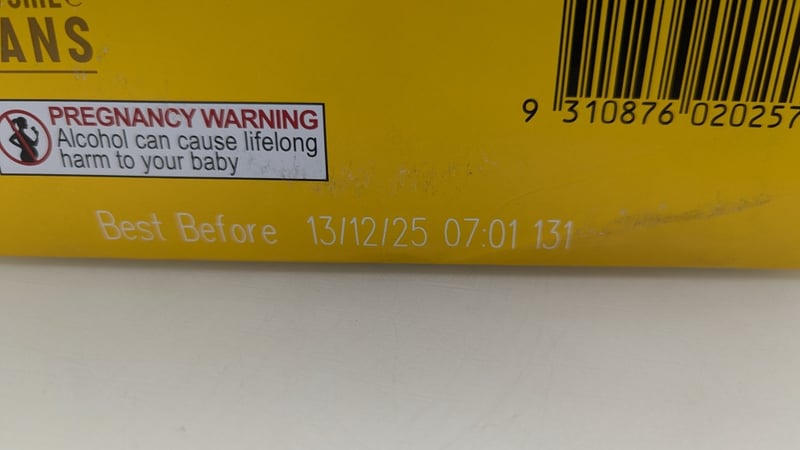 ANS
PREGNANCY WARNING
Alcohol can cause lifelong
harm to your baby
9 310876 020257
Best Before 13/12/25 07:01 131